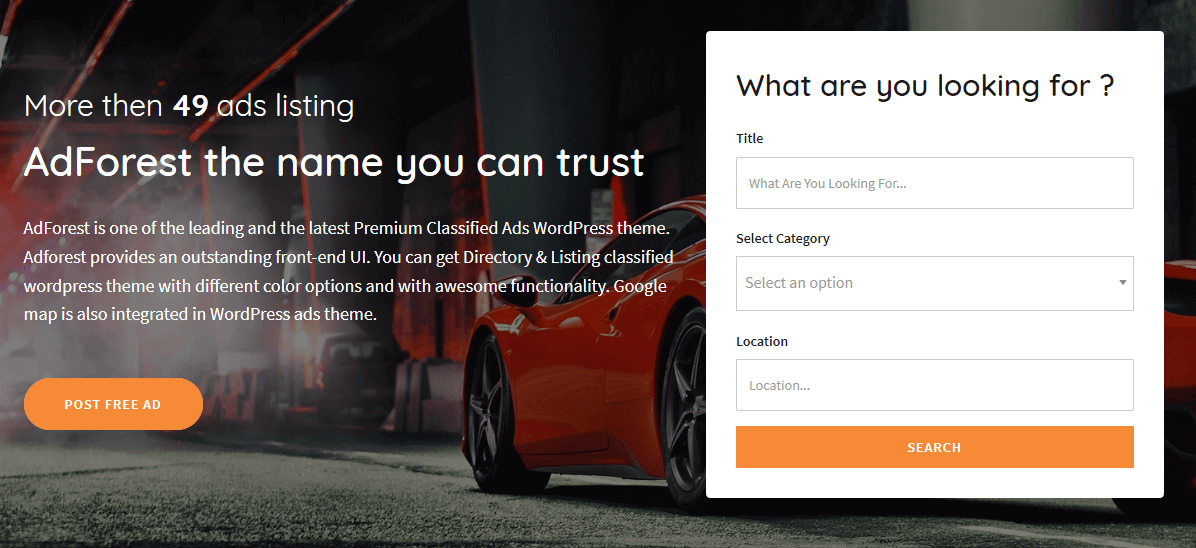 More then 49 ads listing
AdForest the name you can trust
AdForest is one of the leading and the latest Premium Classified Ads WordPress theme.
Adforest provides an outstanding front-end UI. You can get Directory & Listing classified
wordpress theme with different color options and with awesome functionality. Google
map is also integrated in WordPress ads theme.
POST FREE AD
What are you looking for ?
Title
What Are You Looking For...
Select Category
Select an option
Location
Location...
SEARCH